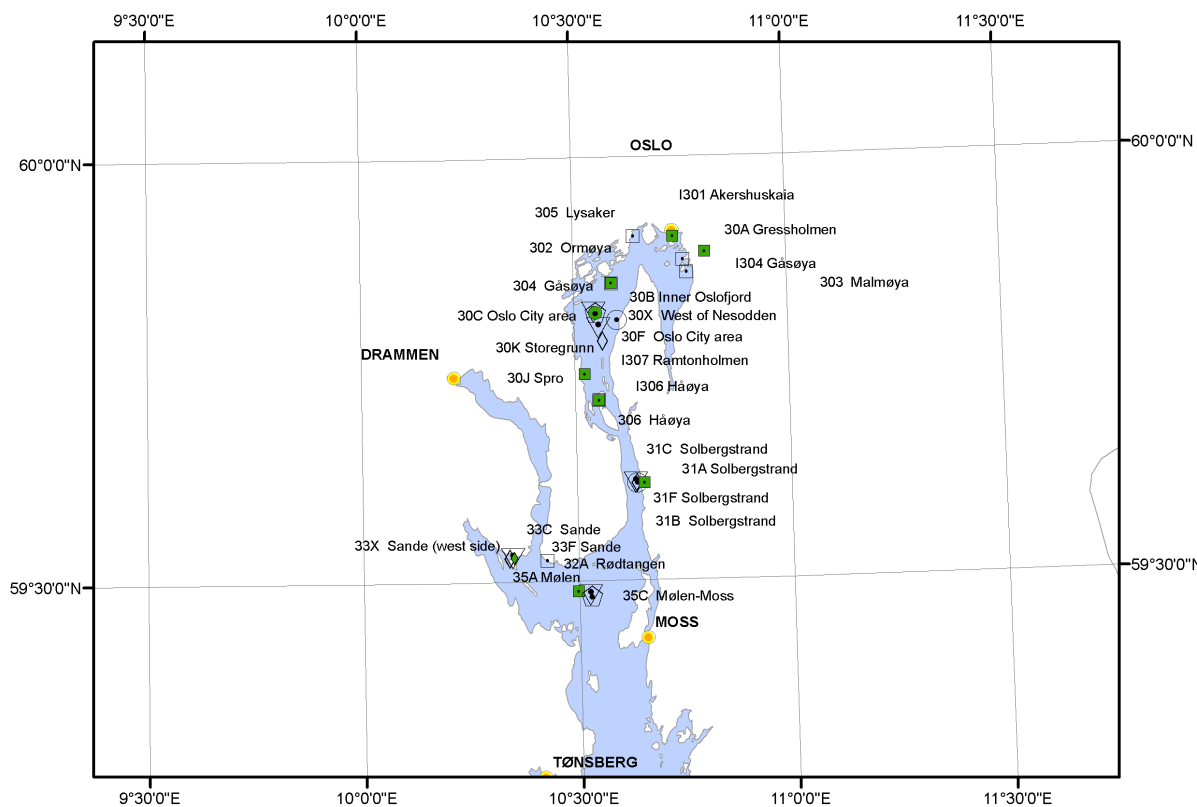 9°30'0"E
10°0'0"E
10°30'0"E
11°0'0"E
11°30'0"E
60°0'0"N
60°0'0"N
OSLO
I301 Akershuskaia
305 Lysaker
30A Gressholmen
302 Ormøya
I304 Gåsøya
303 Malmøya
304 Gåsøya
30B Inner Oslofjord
30C Oslo City area
30X West of Nesodden
30F Oslo City area
30K Storegrunn
DRAMMEN
I307 Ramtonholmen
30J Spro
I306 Håøya
306 Håøya
31C Solbergstrand
31A Solbergstrand
31F Solbergstrand
31B Solbergstrand
33C Sande
33X Sande (west side)
33F Sande
32A Rødtangen
59°30'0"N
59°30'0"N
35A Mølen
35C Mølen-Moss
MOSS
TØNSBERG
9°30'0"E
10°0'0"E
10°30'0"E
11°0'0"E
11°30'0"E